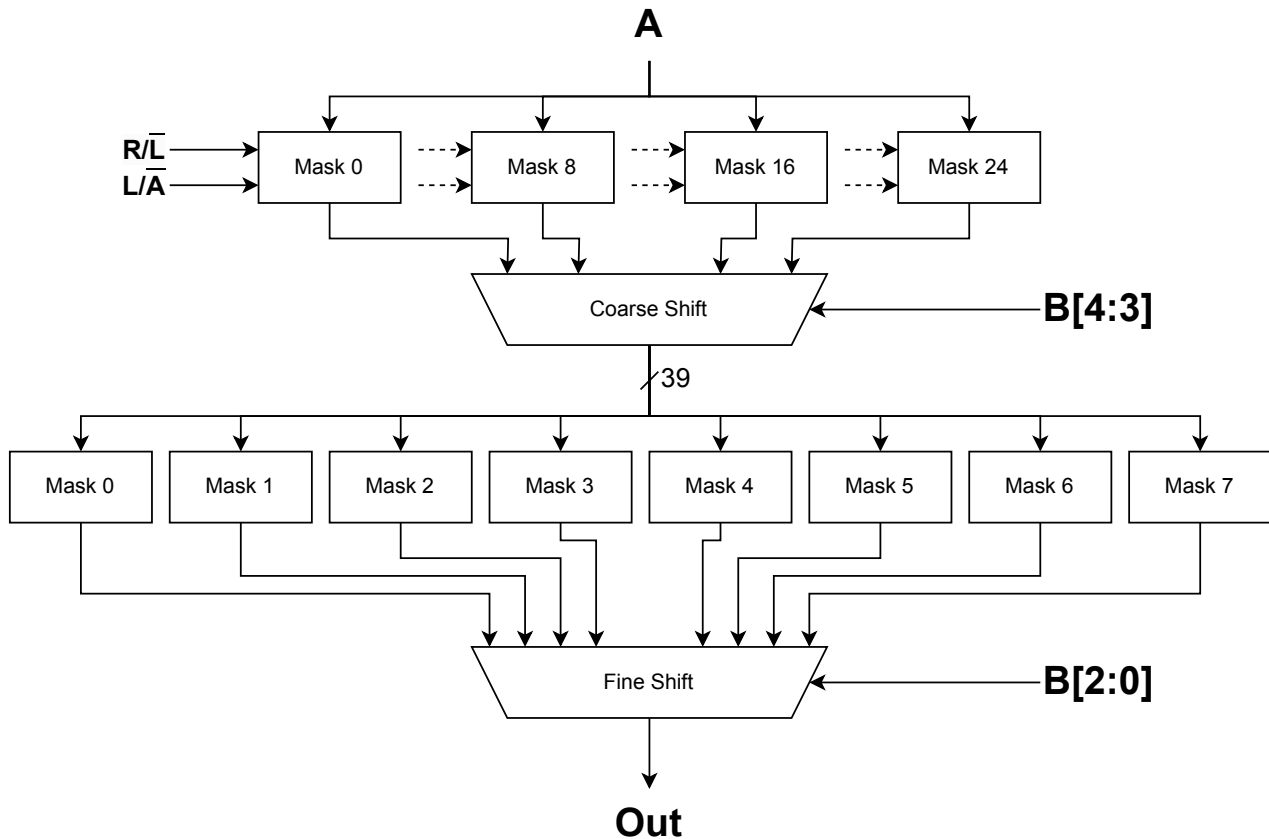 A
R/L̅
L/A̅
Mask 0
Mask 8
Mask 16
Mask 24
Coarse Shift
B[4:3]
39
Mask 0
Mask 1
Mask 2
Mask 3
Mask 4
Mask 5
Mask 6
Mask 7
Fine Shift
B[2:0]
Out